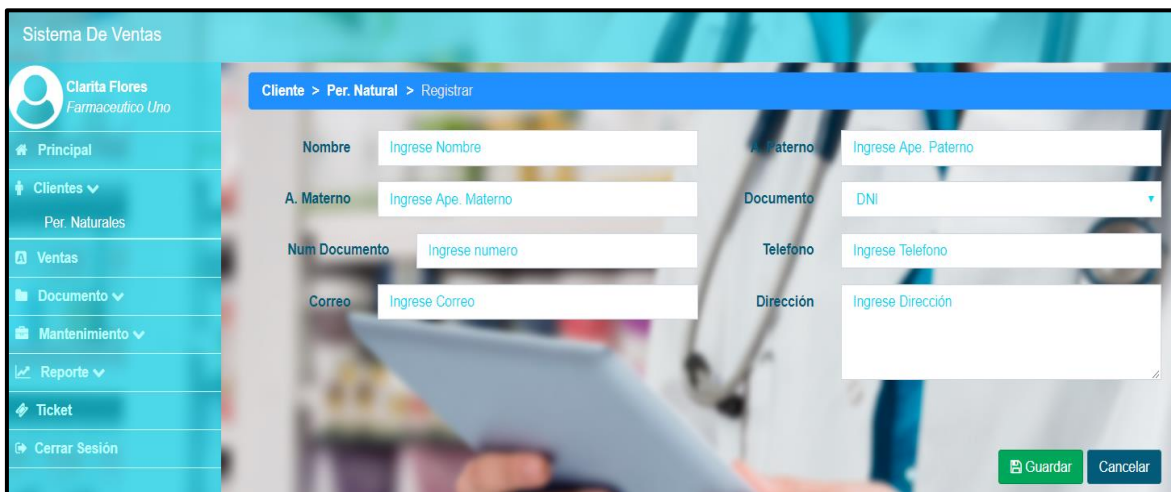 Sistema De Ventas
Clarita Flores
Farmaceutico Uno
Principal
Clientes
Per. Naturales
Ventas
Documento
Mantenimiento
Reporte
Ticket
Cerrar Sesión
Cliente > Per. Natural > Registrar
Nombre Ingrese Nombre A. Paterno Ingrese Ape. Paterno
A. Materno Ingrese Ape. Materno Documento DNI
Num Documento Ingrese numero Telefono Ingrese Telefono
Correo Ingrese Correo Dirección Ingrese Dirección
Guardar Cancelar